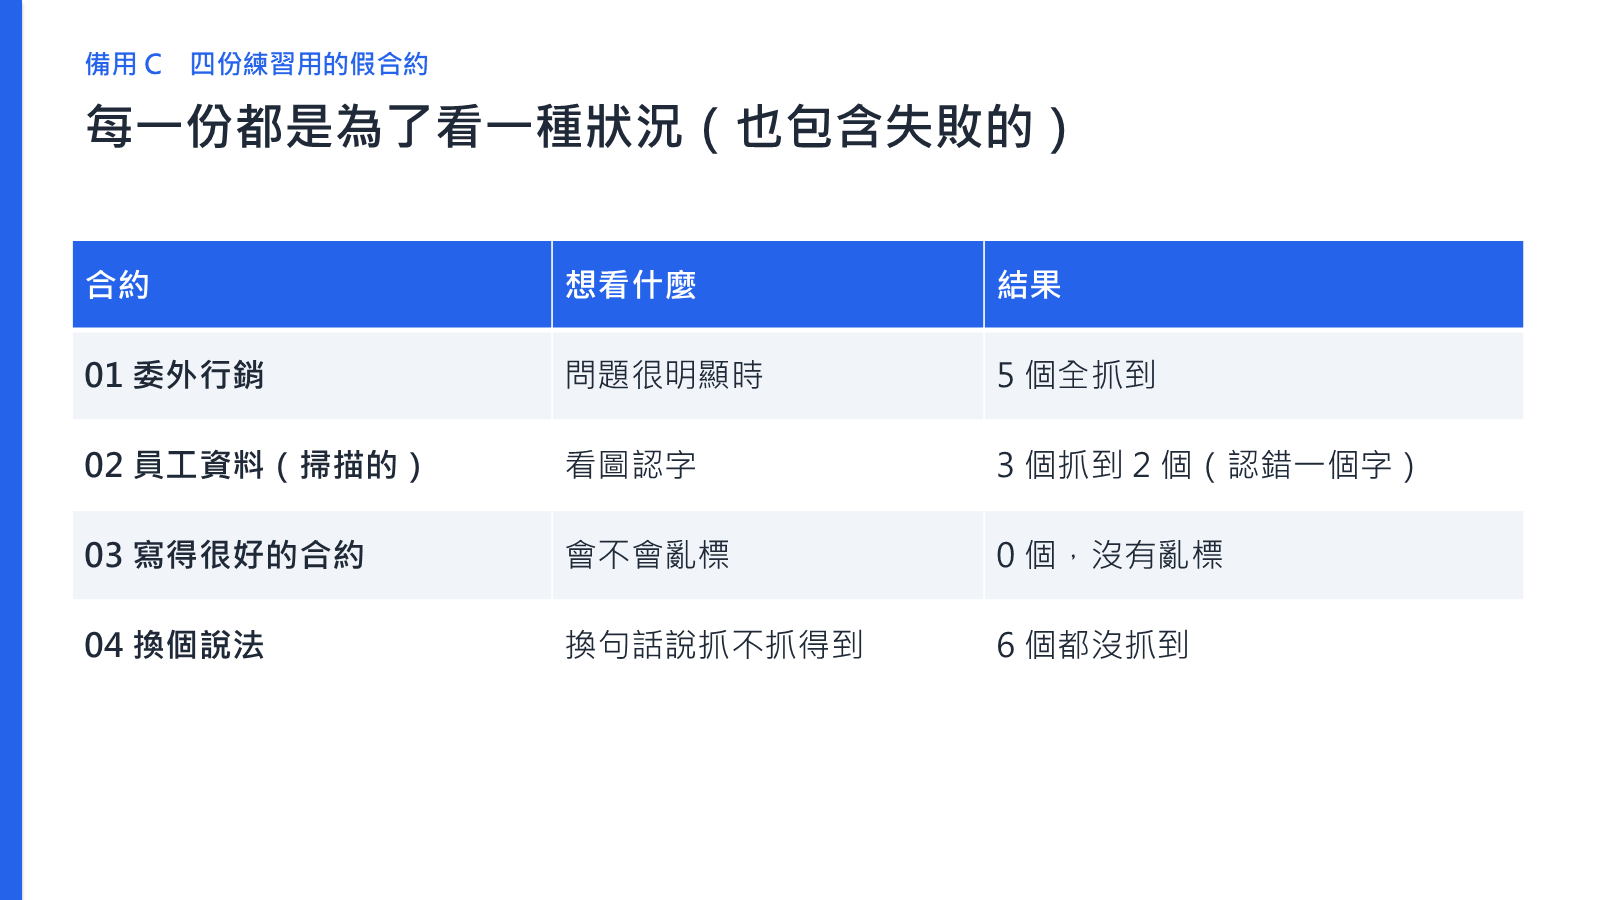 備用 C　四份練習用的假合約
每一份都是為了看一種狀況（也包含失敗的）
合約	想看什麼	結果
01 委外行銷	問題很明顯時	5 個全抓到
02 員工資料（掃描的）	看圖認字	3 個抓到 2 個（認錯一個字）
03 寫得很好的合約	會不會亂標	0 個，沒有亂標
04 換個說法	換句話說抓不抓得到	6 個都沒抓到